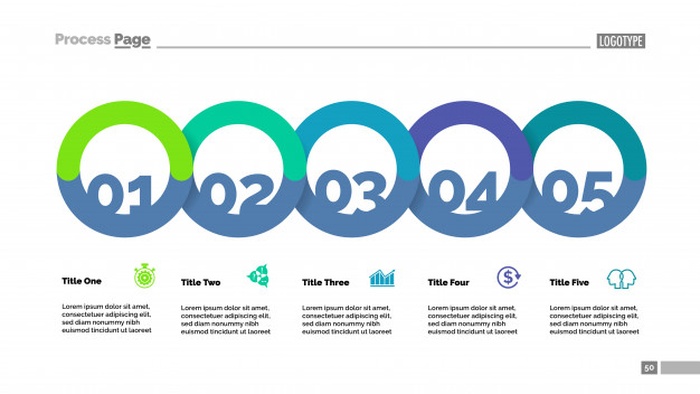 Process Page
LOGOTYPE
01 02 03 04 05
Title One
Lorem ipsum dolor sit amet,
consectetuer adipiscing elit,
sed diam nonummy nibh
euismod tincidunt ut laoreet
Title Two
Lorem ipsum dolor sit amet,
consectetuer adipiscing elit,
sed diam nonummy nibh
euismod tincidunt ut laoreet
Title Three
Lorem ipsum dolor sit amet,
consectetuer adipiscing elit,
sed diam nonummy nibh
euismod tincidunt ut laoreet
Title Four
$
Lorem ipsum dolor sit amet,
consectetuer adipiscing elit,
sed diam nonummy nibh
euismod tincidunt ut laoreet
Title Five
Lorem ipsum dolor sit amet,
consectetuer adipiscing elit,
sed diam nonummy nibh
euismod tincidunt ut laoreet
50